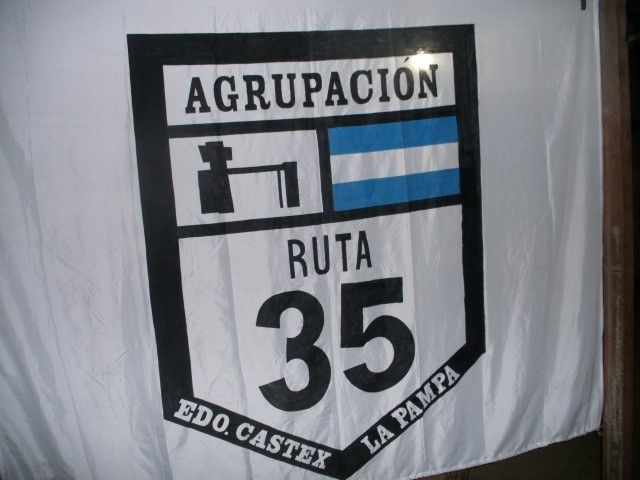 AGRUPACIÓN
RUTA
35
EDO. CASTEX LA PAMPA